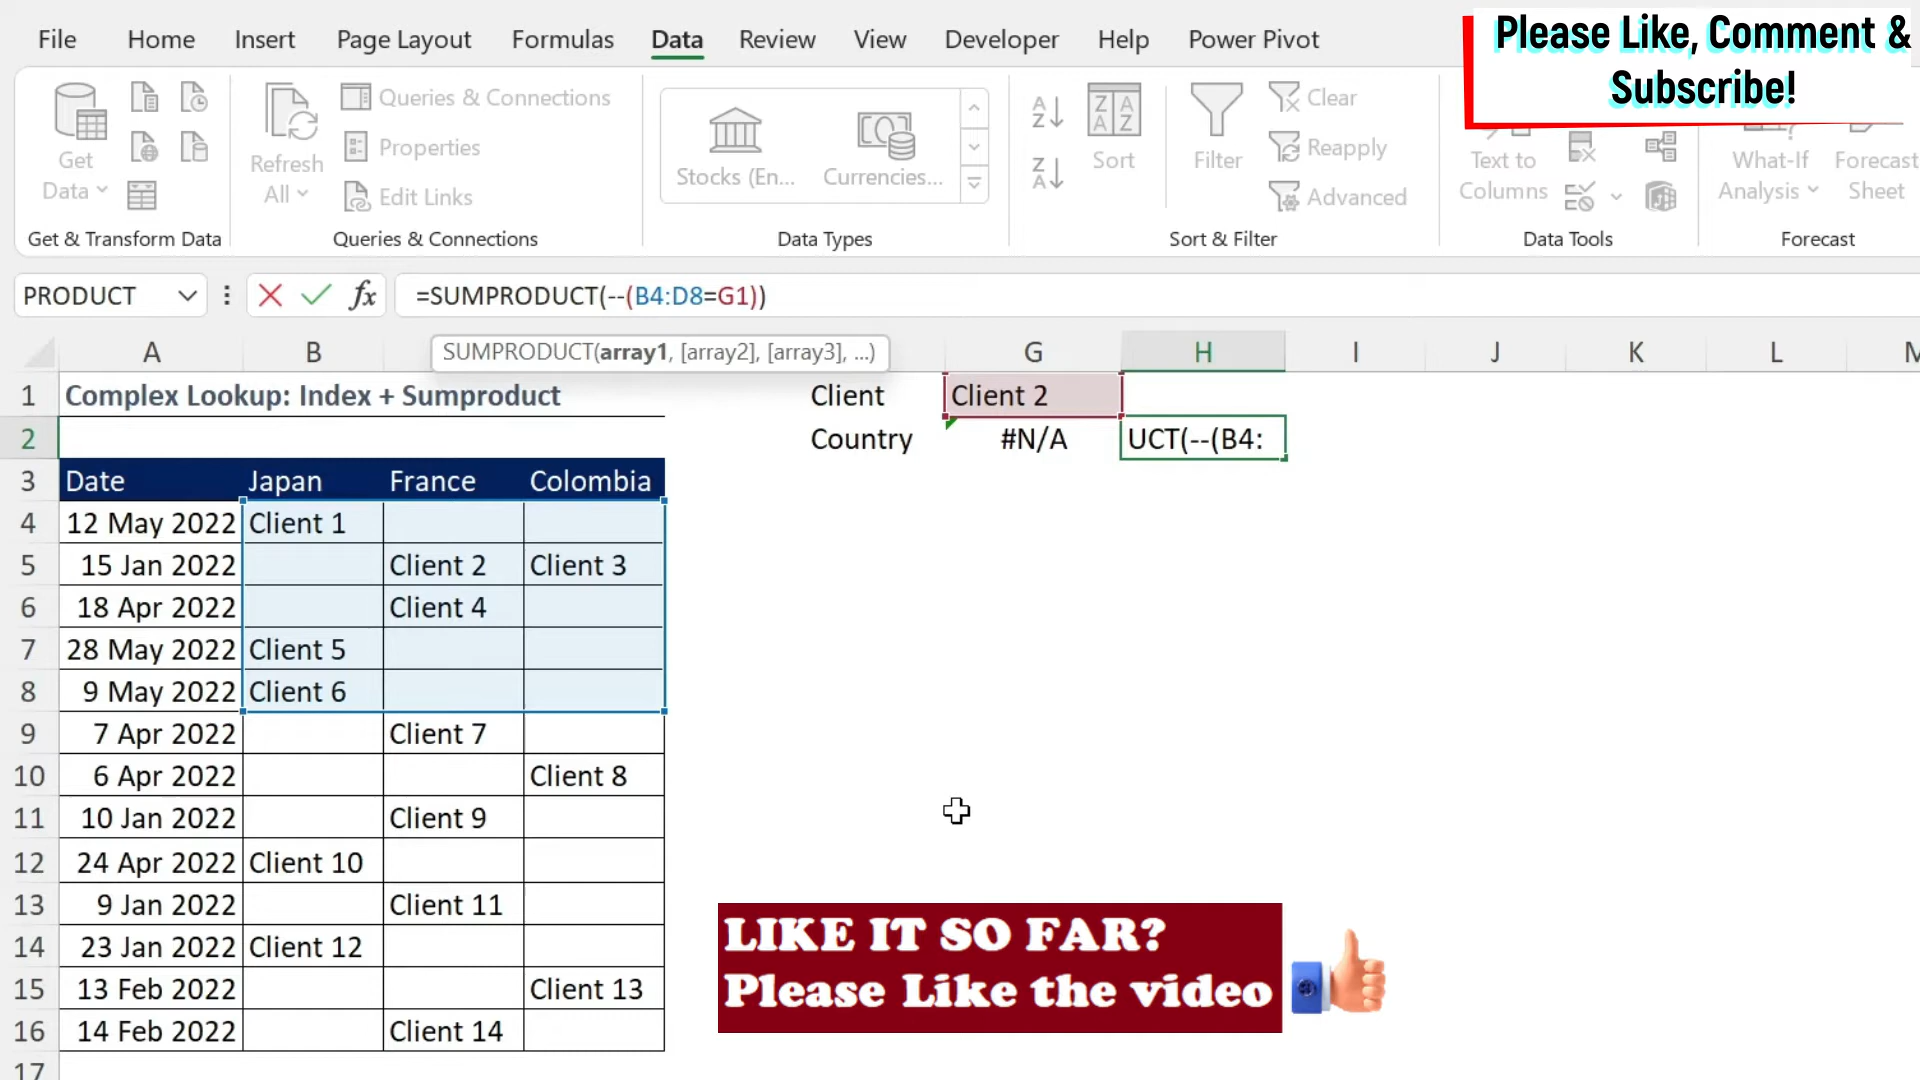 File Home Insert Page Layout Formulas Data Review View Developer Help Power Pivot
Please Like, Comment &
Subscribe!
Get
Data
Refresh
All
Queries & Connections
Properties
Edit Links
Stocks (En...
Currencies...
A
Z
Z
A
Z A
A Z
Sort
Filter
Clear
Reapply
Advanced
Text to
Columns
What-If
Analysis
Forecast
Sheet
Get & Transform Data
Queries & Connections
Data Types
Sort & Filter
Data Tools
Forecast
PRODUCT
fx
=SUMPRODUCT(--(B4:D8=G1))
SUMPRODUCT(array1, [array2], [array3], ...)
A B G H I J K L M
1 Complex Lookup: Index + Sumproduct Client Client 2
2 Country #N/A UCT(--(B4:
3 Date Japan France Colombia
4 12 May 2022 Client 1
5 15 Jan 2022 Client 2 Client 3
6 18 Apr 2022 Client 4
7 28 May 2022 Client 5
8 9 May 2022 Client 6
9 7 Apr 2022 Client 7
10 6 Apr 2022 Client 8
11 10 Jan 2022 Client 9
12 24 Apr 2022 Client 10
13 9 Jan 2022 Client 11
14 23 Jan 2022 Client 12
15 13 Feb 2022 Client 13
16 14 Feb 2022 Client 14
17
LIKE IT SO FAR?
Please Like the video